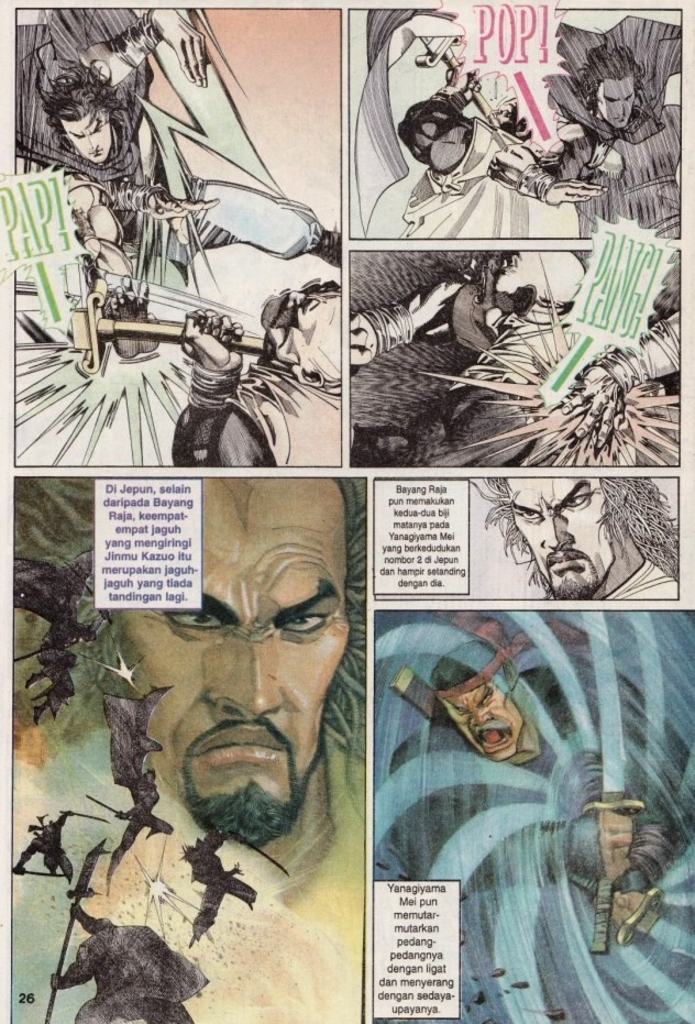 PAP!
POP!
PANG!
Di Jepun, selain
daripada Bayang
Raja, keempat-
empat jaguh
yang mengiringi
Jinmu Kazuo itu
merupakan jaguh-
jaguh yang tiada
tandingan lagi.
Bayang Raja
pun memakukan
kedua-dua biji
matanya pada
Yanagiyama Mei
yang berkedudukan
nombor 2 di Jepun
dan hampir setanding
dengan dia.
Yanagiyama
Mei pun
memutar-
mutarkan
pedang-
pedangnya
dengan ligat
dan menyerang
dengan sedaya-
upayanya.
26